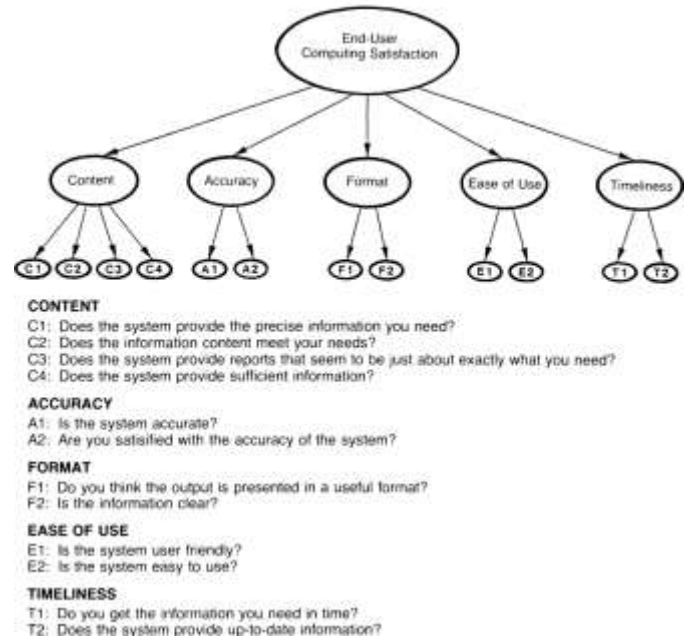 End-User
Computing Satisfaction
Content Accuracy Format Ease of Use Timeliness
C1 C2 C3 C4 A1 A2 F1 F2 E1 E2 T1 T2
CONTENT
C1: Does the system provide the precise information you need?
C2: Does the information content meet your needs?
C3: Does the system provide reports that seem to be just about exactly what you need?
C4: Does the system provide sufficient information?
ACCURACY
A1: Is the system accurate?
A2: Are you satisified with the accuracy of the system?
FORMAT
F1: Do you think the output is presented in a useful format?
F2: Is the information clear?
EASE OF USE
E1: Is the system user friendly?
E2: Is the system easy to use?
TIMELINESS
T1: Do you get the information you need in time?
T2: Does the system provide up-to-date information?